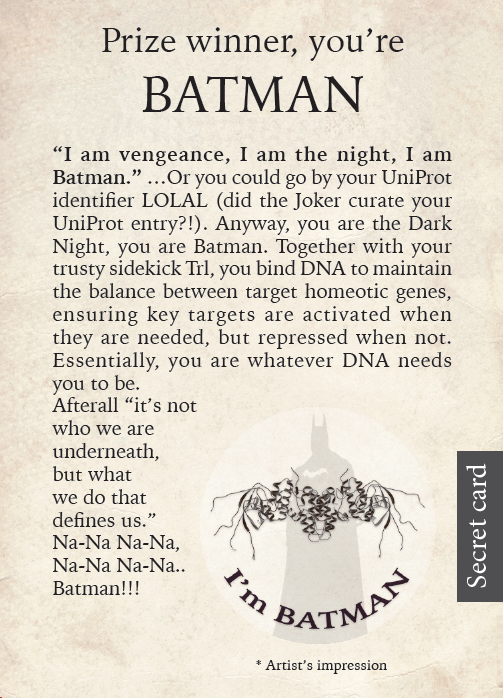 Prize winner, you’re
BATMAN
“I am vengeance, I am the night, I am
Batman.” …Or you could go by your UniProt
identifier LOLAL (did the Joker curate your
UniProt entry?!). Anyway, you are the Dark
Night, you are Batman. Together with your
trusty sidekick Trl, you bind DNA to maintain
the balance between target homeotic genes,
ensuring key targets are activated when
they are needed, but repressed when not.
Essentially, you are whatever DNA needs
you to be.
Afterall “it’s not
who we are
underneath,
but what
we do that
defines us.”
Na-Na Na-Na,
Na-Na Na-Na..
Batman!!!
I'm BATMAN
* Artist’s impression
Secret card